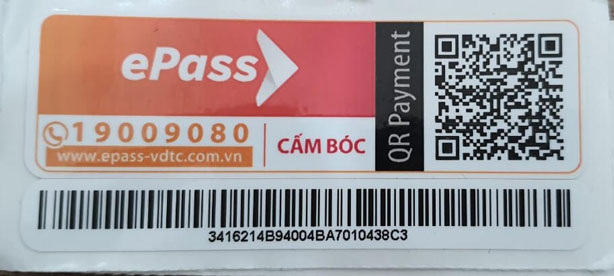 ePass
19009080
www.epass-vdtc.com.vn
CẤM BÓC
QR Payment
3416214B94004BA7010438C3